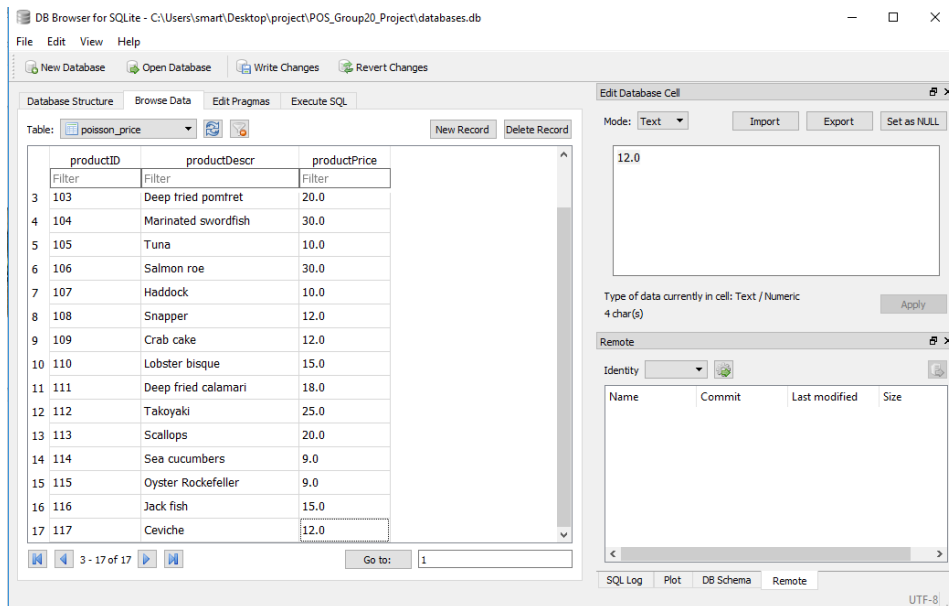 DB Browser for SQLite - C:\Users\smart\Desktop\project\POS_Group20_Project\databases.db
File Edit View Help
New Database Open Database Write Changes Revert Changes
Database Structure Browse Data Edit Pragmas Execute SQL
Table: poisson_price New Record Delete Record
productID productDescr productPrice
Filter Filter Filter
3 103 Deep fried pomfret 20.0
4 104 Marinated swordfish 30.0
5 105 Tuna 10.0
6 106 Salmon roe 30.0
7 107 Haddock 10.0
8 108 Snapper 12.0
9 109 Crab cake 12.0
10 110 Lobster bisque 15.0
11 111 Deep fried calamari 18.0
12 112 Takoyaki 25.0
13 113 Scallops 20.0
14 114 Sea cucumbers 9.0
15 115 Oyster Rockefeller 9.0
16 116 Jack fish 15.0
17 117 Ceviche 12.0
3 - 17 of 17 Go to: 1
Edit Database Cell
Mode: Text Import Export Set as NULL
12.0
Type of data currently in cell: Text / Numeric
4 char(s)
Apply
Remote
Identity
Name Commit Last modified Size
SQL Log Plot DB Schema Remote
UTF-8